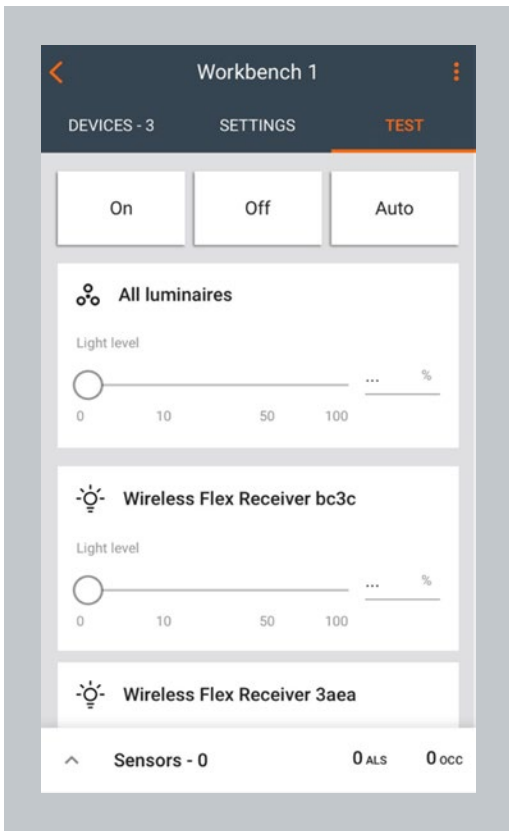 Workbench 1
DEVICES - 3 SETTINGS TEST
On Off Auto
All luminaires
Light level
... %
0 10 50 100
Wireless Flex Receiver bc3c
Light level
... %
0 10 50 100
Wireless Flex Receiver 3aea
Sensors - 0 0 ALS 0 OCC